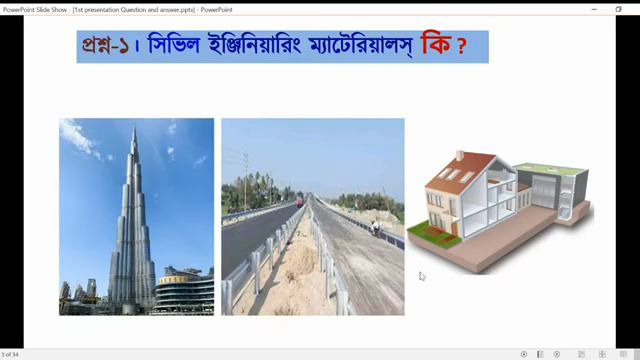 PowerPoint Slide Show - [1st presentation Question and answer.pptx] - PowerPoint
প্রশ্ন-১। সিভিল ইঞ্জিনিয়ারিং ম্যাটেরিয়ালস্ কি ?
3 of 34